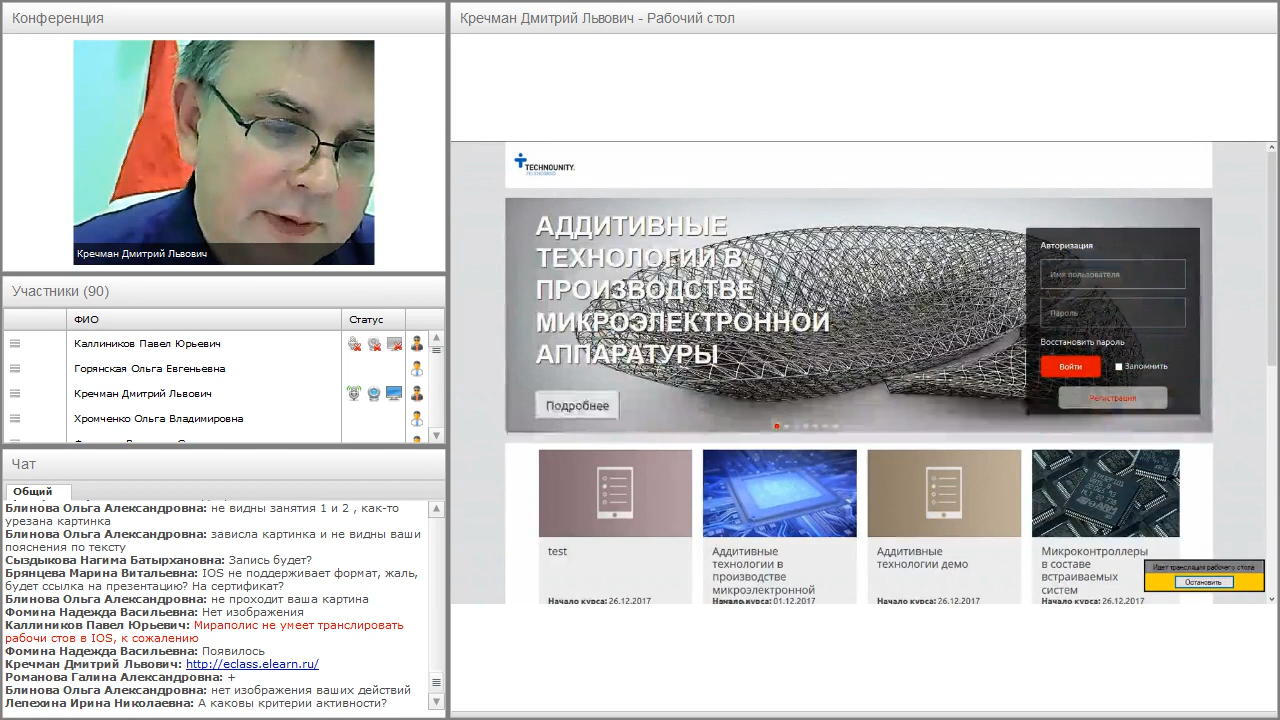 Конференция
Кречман Дмитрий Львович
Участники (90)
ФИО
Статус
Каллиников Павел Юрьевич
Горянская Ольга Евгеньевна
Кречман Дмитрий Львович
Хромченко Ольга Владимировна
Чат
Общий
Блинова Ольга Александровна: не видны занятия 1 и 2 , как-то
урезана картинка
Блинова Ольга Александровна: зависла картинка и не видны ваши
пояснения по тексту
Сыздыкова Нагима Батырхановна: Запись будет?
Брянцева Марина Витальевна: IOS не поддерживает формат, жаль,
будет ссылка на презентацию? На сертификат?
Блинова Ольга Александровна: не проходит ваша картина
Фомина Надежда Васильевна: Нет изображения
Каллиников Павел Юрьевич: Мираполис не умеет транслировать
рабочи стов в IOS, к сожалению
Фомина Надежда Васильевна: Появилось
Кречман Дмитрий Львович: http://eclass.elearn.ru/
Романова Галина Александровна: +
Блинова Ольга Александровна: нет изображения ваших действий
Лепехина Ирина Николаевна: А каковы критерии активности?
Кречман Дмитрий Львович - Рабочий стол
TECHNOUNITY.
АДДИТИВНЫЕ
ТЕХНОЛОГИИ В
ПРОИЗВОДСТВЕ
МИКРОЭЛЕКТРОННОЙ
АППАРАТУРЫ
Подробнее
Авторизация
Имя пользователя
Пароль
Восстановить пароль
Войти
Запомнить
Регистрация
test
Начало курса: 26.12.2017
Аддитивные
технологии в
производстве
микроэлектронной
Начало курса: 01.12.2017
Аддитивные
технологии демо
Начало курса: 26.12.2017
Микроконтроллеры
в составе
встраиваемых
систем
Начало курса: 26.12.2017
Идет трансляция рабочего стола
Остановить